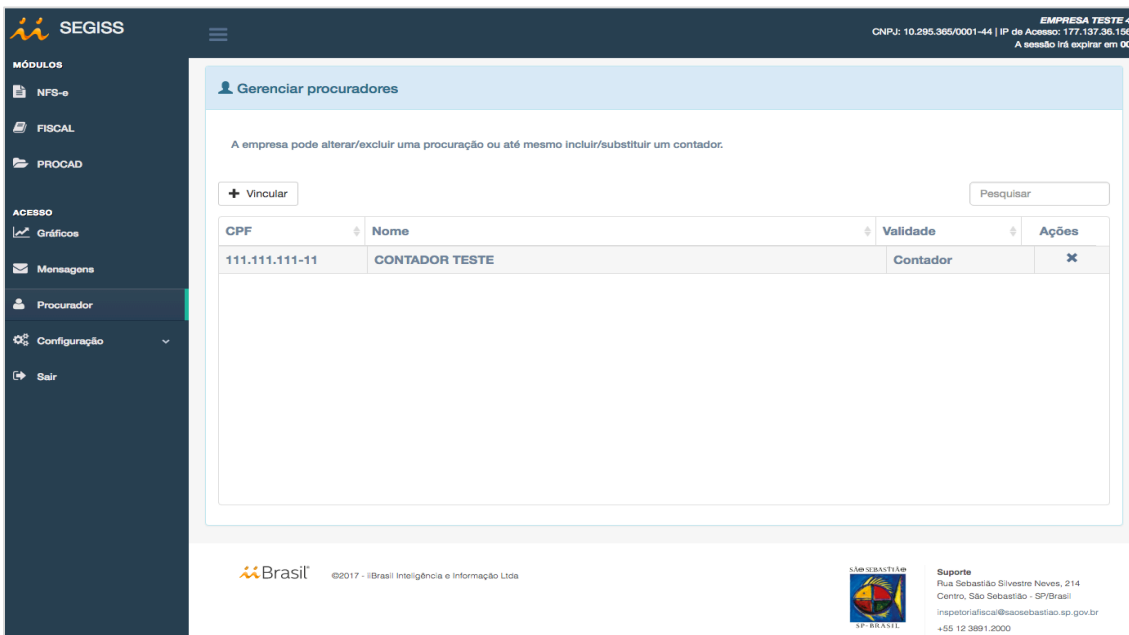 SEGISS
EMPRESA TESTE 4
CNPJ: 10.295.365/0001-44 | IP de Acesso: 177.137.36.156
A sessão irá expirar em 00
MÓDULOS
NFS-e
FISCAL
PROCAD
ACESSO
Gráficos
Mensagens
Procurador
Configuração
Sair
Gerenciar procuradores
A empresa pode alterar/excluir uma procuração ou até mesmo incluir/substituir um contador.
Vincular
Pesquisar
CPF Nome Validade Ações
111.111.111-11 CONTADOR TESTE Contador
iiBrasil
©2017 - iiBrasil Inteligência e Informação Ltda
SÃO SEBASTIÃO
SP-BRASIL
Suporte
Rua Sebastião Silvestre Neves, 214
Centro, São Sebastião - SP/Brasil
inspetoriafiscal@saosebastiao.sp.gov.br
+55 12 3891.2000